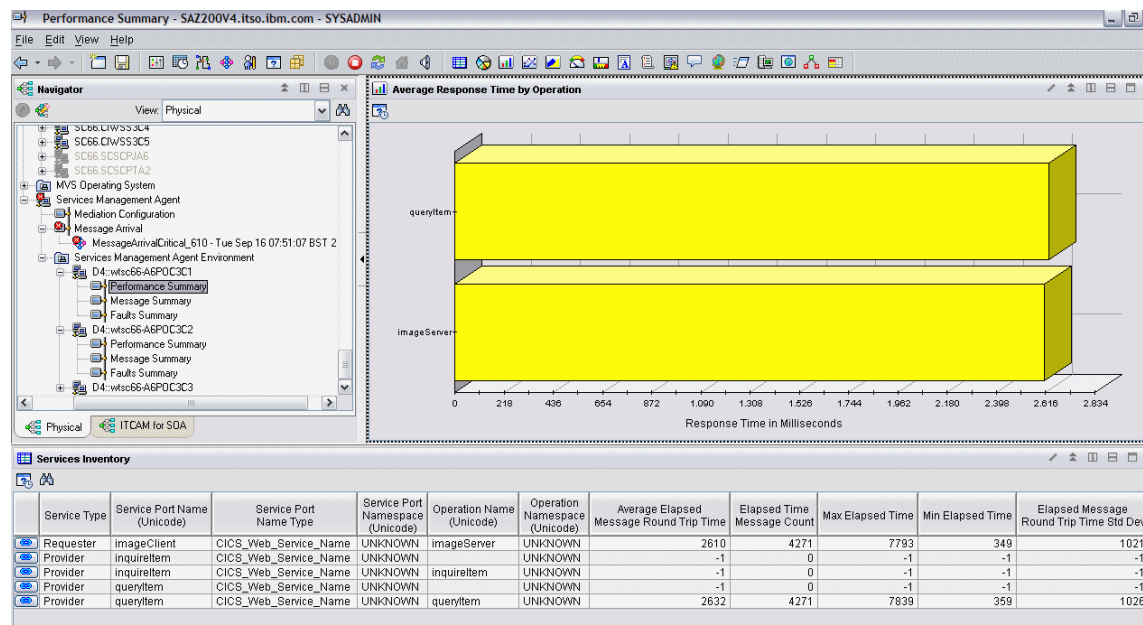 Performance Summary - SAZ200V4.itso.ibm.com - SYSADMIN
File Edit View Help
Navigator
View: Physical
SC66.CIWSS3C4
SC66.CIWSS3C5
SC66.SCSCPJA6
SC66.SCSCPTA2
MVS Operating System
Services Management Agent
Mediation Configuration
Message Arrival
MessageArrivalCritical_610 - Tue Sep 16 07:51:07 BST 2
Services Management Agent Environment
D4::wtsc66-A6POC3C1
Performance Summary
Message Summary
Faults Summary
D4::wtsc66-A6POC3C2
Performance Summary
Message Summary
Faults Summary
D4::wtsc66-A6POC3C3
Physical ITCAM for SOA
Average Response Time by Operation
queryItem
imageServer
0 218 436 654 872 1.090 1.308 1.526 1.744 1.962 2.180 2.398 2.616 2.834
Response Time in Milliseconds
Services Inventory
Service Type Service Port Name (Unicode) Service Port Name Type Service Port Namespace (Unicode) Operation Name (Unicode) Operation Namespace (Unicode) Average Elapsed Message Round Trip Time Elapsed Time Message Count Max Elapsed Time Min Elapsed Time Elapsed Message Round Trip Time Std Dev
Requester imageClient CICS_Web_Service_Name UNKNOWN imageServer UNKNOWN 2610 4271 7793 349 1021
Provider inquireItem CICS_Web_Service_Name UNKNOWN UNKNOWN -1 0 -1 -1 -1
Provider inquireItem CICS_Web_Service_Name UNKNOWN inquireItem UNKNOWN -1 0 -1 -1 -1
Provider queryItem CICS_Web_Service_Name UNKNOWN UNKNOWN -1 0 -1 -1 -1
Provider queryItem CICS_Web_Service_Name UNKNOWN queryItem UNKNOWN 2632 4271 7839 359 1026